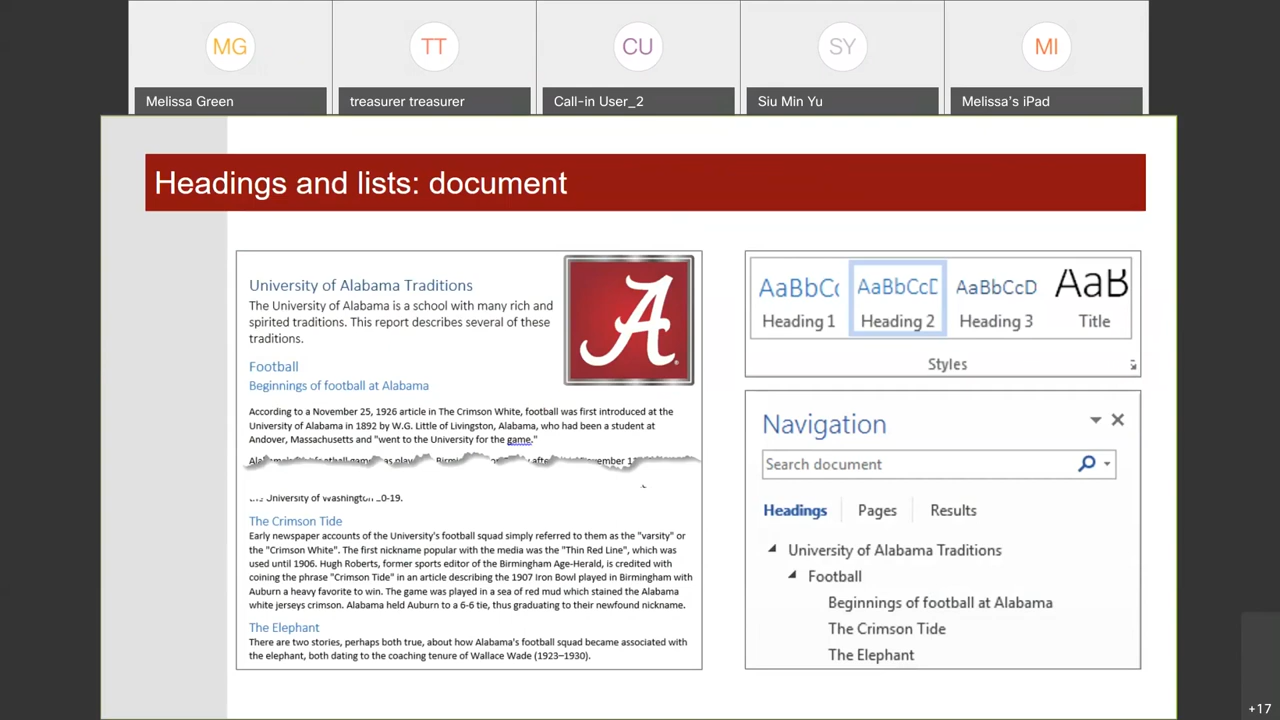 MG
TT
CU
SY
MI
Melissa Green
treasurer treasurer
Call-in User_2
Siu Min Yu
Melissa's iPad
Headings and lists: document
University of Alabama Traditions
The University of Alabama is a school with many rich and
spirited traditions. This report describes several of these
traditions.
A
Football
Beginnings of football at Alabama
According to a November 25, 1926 article in The Crimson White, football was first introduced at the
University of Alabama in 1892 by W.G. Little of Livingston, Alabama, who had been a student at
Andover, Massachusetts and "went to the University for the game."
the University of Washington 20-19.
The Crimson Tide
Early newspaper accounts of the University's football squad simply referred to them as the "varsity" or
the "Crimson White". The first nickname popular with the media was the "Thin Red Line", which was
used until 1906. Hugh Roberts, former sports editor of the Birmingham Age-Herald, is credited with
coining the phrase "Crimson Tide" in an article describing the 1907 Iron Bowl played in Birmingham with
Auburn a heavy favorite to win. The game was played in a sea of red mud which stained the Alabama
white jerseys crimson. Alabama held Auburn to a 6-6 tie, thus graduating to their newfound nickname.
The Elephant
There are two stories, perhaps both true, about how Alabama's football squad became associated with
the elephant, both dating to the coaching tenure of Wallace Wade (1923–1930).
AaBbC AaBbCcD AaBbCcD AaB
Heading 1 Heading 2 Heading 3 Title
Styles
Navigation
Search document
Headings Pages Results
University of Alabama Traditions
Football
Beginnings of football at Alabama
The Crimson Tide
The Elephant
+17